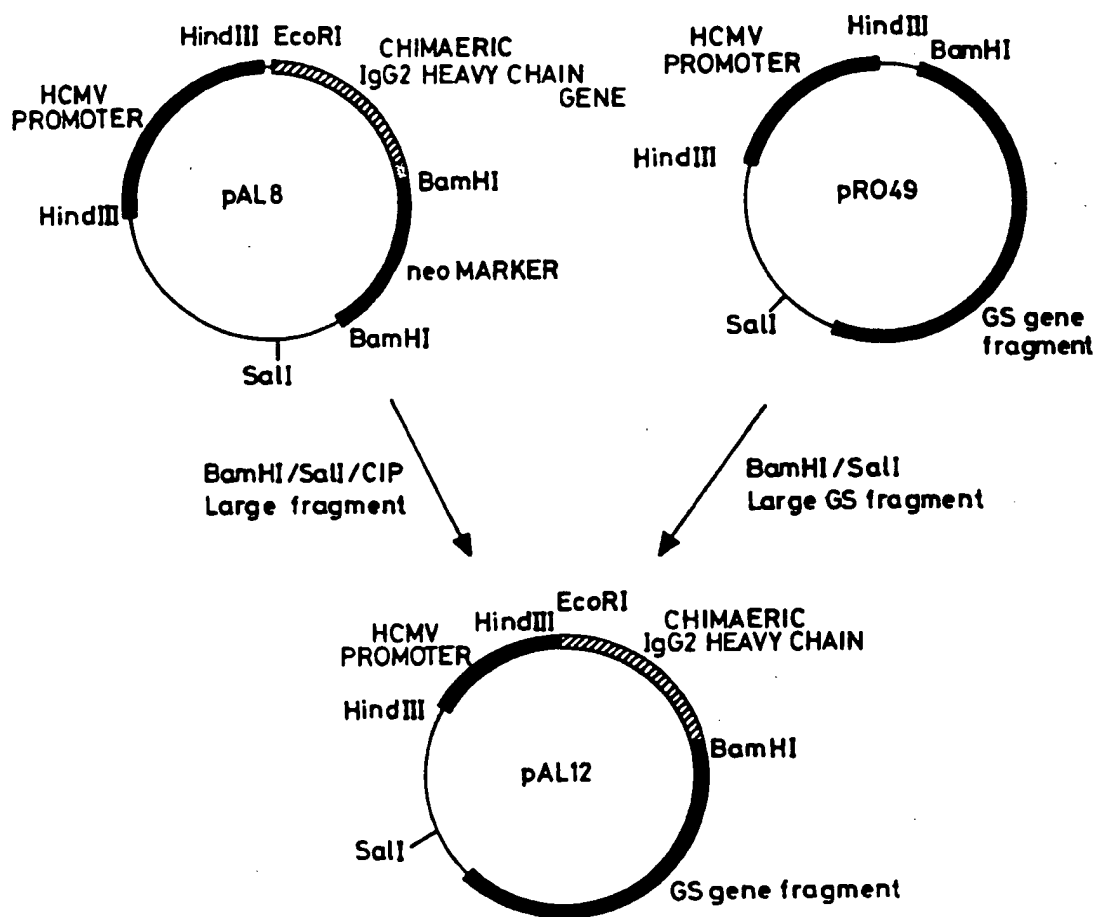 HindIII EcoRI
CHIMAERIC
IgG2 HEAVY CHAIN
GENE
HCMV
PROMOTER
BamHI
pAL8
HindIII
neo MARKER
BamHI
SalI
HCMV
PROMOTER
HindIII
BamHI
HindIII
pRO49
SalI
GS gene
fragment
BamHI/SalI/CIP
Large fragment
BamHI/SalI
Large GS fragment
EcoRI
HindIII
CHIMAERIC
IgG2 HEAVY CHAIN
HCMV
PROMOTER
HindIII
BamHI
pAL12
SalI
GS gene fragment